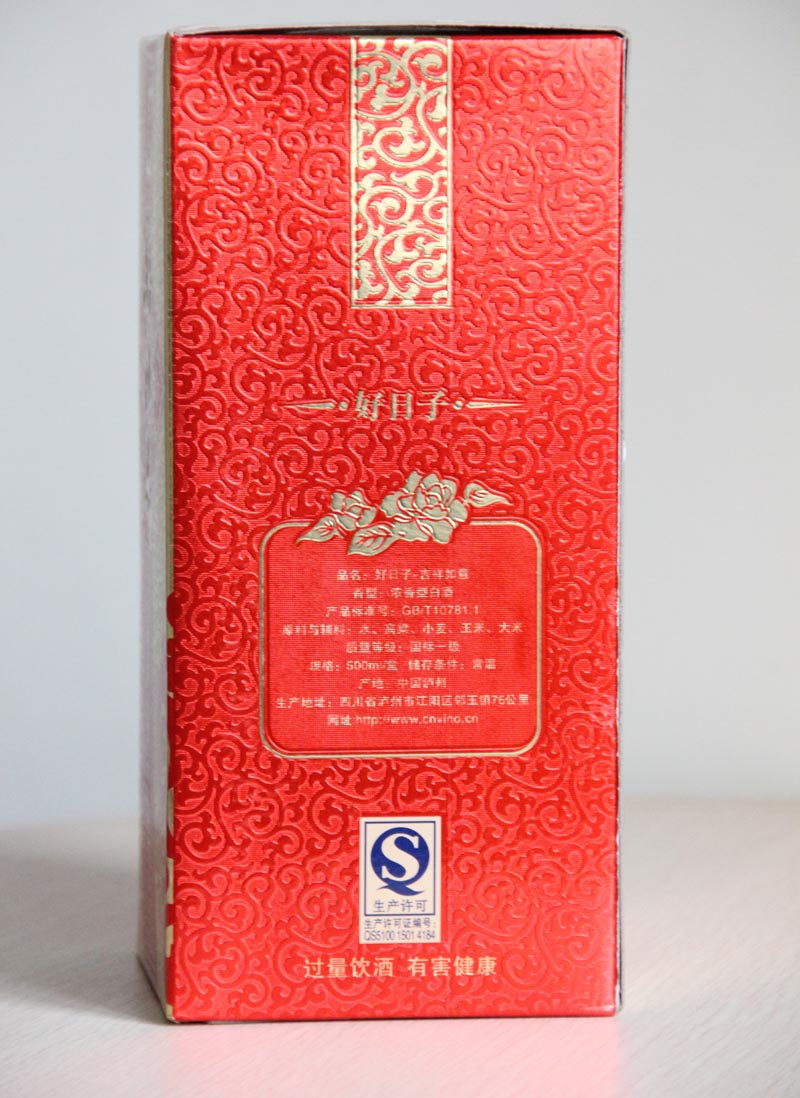 好日子
品名：好日子-吉祥如意
香型：浓香型白酒
产品标准号：GB/T10781.1
原料与辅料：水、高粱、小麦、玉米、大米
质量等级：国标一级
规格：500ml/盒 储存条件：常温
产地：中国泸州
生产地址：四川省泸州市江阳区邻玉镇76公里
网址:http://www.cnvino.cn
生产许可
生产许可证编号：
QS5100 1501 4184
过量饮酒 有害健康